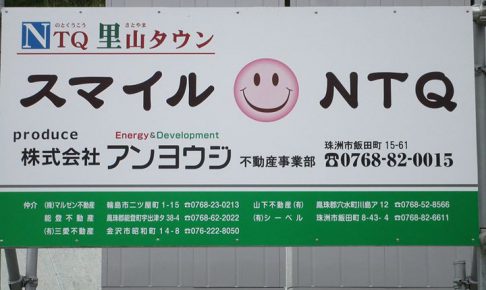 のとくうこう さとやま
NTQ 里山タウン
スマイル NTQ
produce Energy&Development
株式会社 アンヨウジ 不動産事業部
珠洲市飯田町 15-61
☎0768-82-0015
仲介 (株)マルゼン不動産 輪島市二ツ屋町 1-15 ☎0768-23-0213 山下不動産(有) 鳳珠郡穴水町川島ア 12 ☎0768-52-8566
能登不動産 鳳珠郡能登町宇出津タ 38-4 ☎0768-62-2022 (有)シーベル 珠洲市飯田町 8-43-4 ☎0768-82-6611
(有)三愛不動産 金沢市昭和町 14-8 ☎076-222-8050